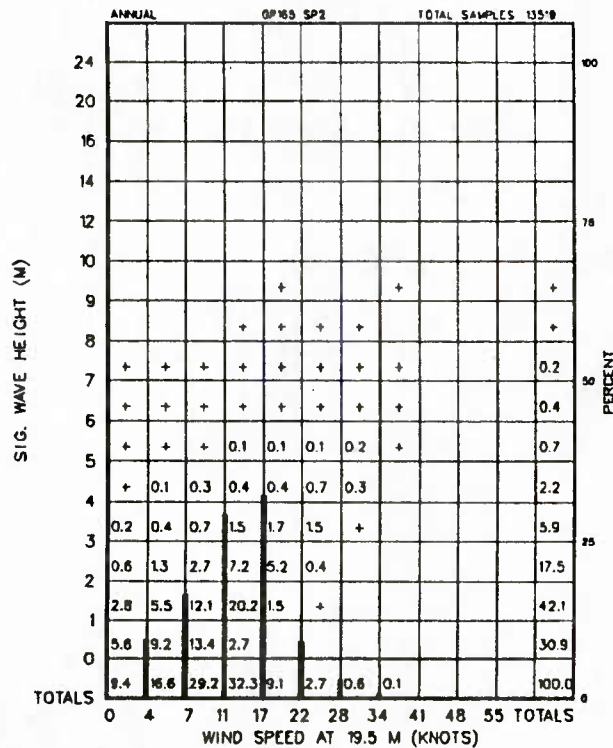 ANNUAL GP165 SP2 TOTAL SAMPLES
24 100
20
16
14
12 75
10
+ + +
9
+ + + + +
8
+ + + + + + + + 0.2
7 50
+ + + + + + + + 0.4
6
+ + + 0.1 0.1 0.1 0.2 + 0.7
5
+ 0.1 0.3 0.4 0.4 0.7 0.3 2.2
4
0.2 0.4 0.7 1.5 1.7 1.5 + 5.9
3 25
0.6 1.3 2.7 7.2 5.2 0.4 17.5
2
2.8 5.5 12.1 20.2 1.5 + 42.1
1
5.6 9.2 13.4 2.7 30.9
0
9.4 16.6 29.2 32.3 9.1 2.7 0.6 0.1 100.0
TOTALS 0
0 4 7 11 17 22 28 34 41 48 55 TOTALS
WIND SPEED AT 19.5 M (KNOTS)
SIG. WAVE HEIGHT (M)
PERCENT